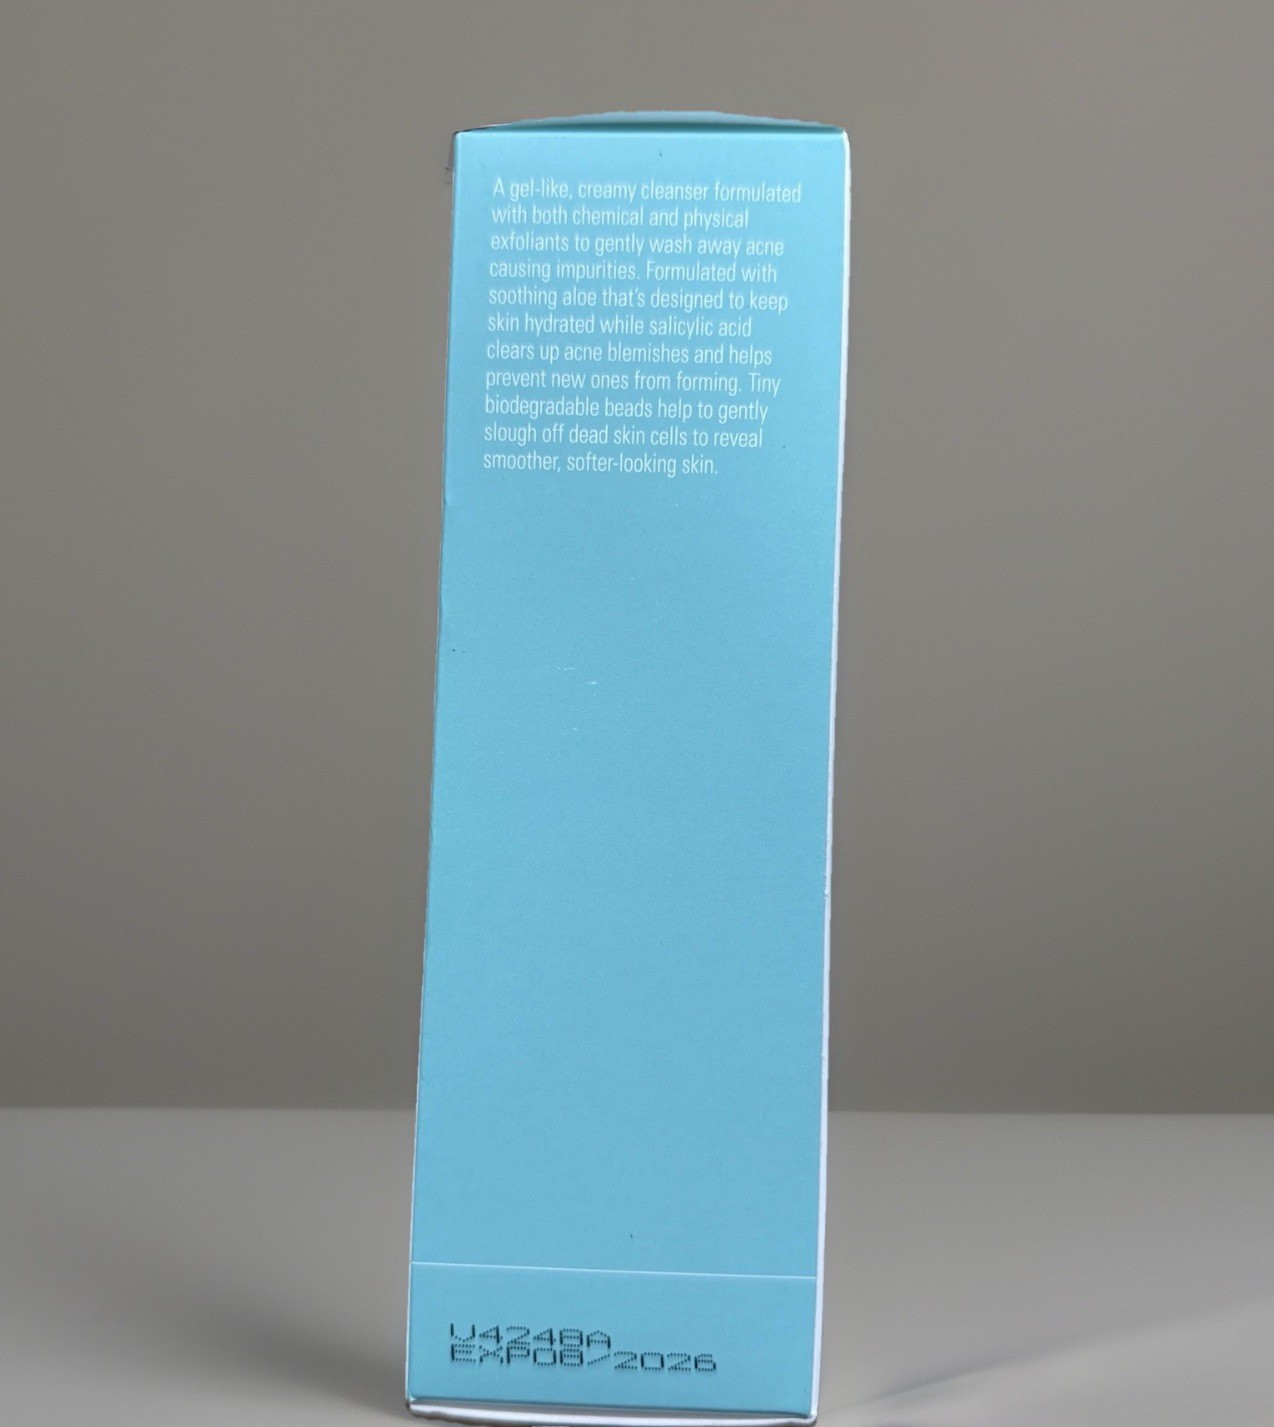 A gel-like, creamy cleanser formulated
with both chemical and physical
exfoliants to gently wash away acne
causing impurities. Formulated with
soothing aloe that's designed to keep
skin hydrated while salicylic acid
clears up acne blemishes and helps
prevent new ones from forming. Tiny
biodegradable beads help to gently
slough off dead skin cells to reveal
smoother, softer-looking skin.
U4248A
EXP08/2026